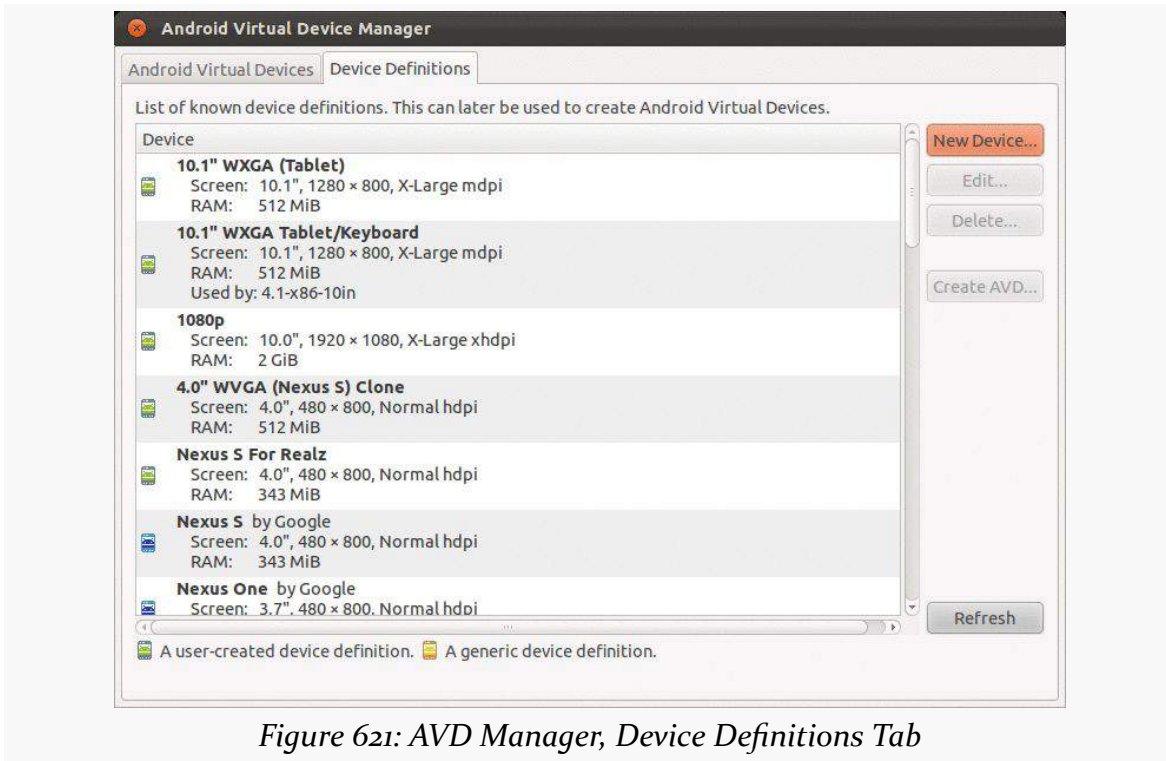 Android Virtual Device Manager
Android Virtual Devices
Device Definitions
List of known device definitions. This can later be used to create Android Virtual Devices.
Device
10.1" WXGA (Tablet)
Screen: 10.1", 1280 × 800, X-Large mdpi
RAM: 512 MiB
10.1" WXGA Tablet/Keyboard
Screen: 10.1", 1280 × 800, X-Large mdpi
RAM: 512 MiB
Used by: 4.1-x86-10in
1080p
Screen: 10.0", 1920 × 1080, X-Large xhdpi
RAM: 2 GiB
4.0" WVGA (Nexus S) Clone
Screen: 4.0", 480 × 800, Normal hdpi
RAM: 512 MiB
Nexus S For Realz
Screen: 4.0", 480 × 800, Normal hdpi
RAM: 343 MiB
Nexus S by Google
Screen: 4.0", 480 × 800, Normal hdpi
RAM: 343 MiB
Nexus One by Google
Screen: 3.7", 480 × 800, Normal hdpi
New Device...
Edit...
Delete...
Create AVD...
Refresh
A user-created device definition. A generic device definition.
Figure 621: AVD Manager, Device Definitions Tab